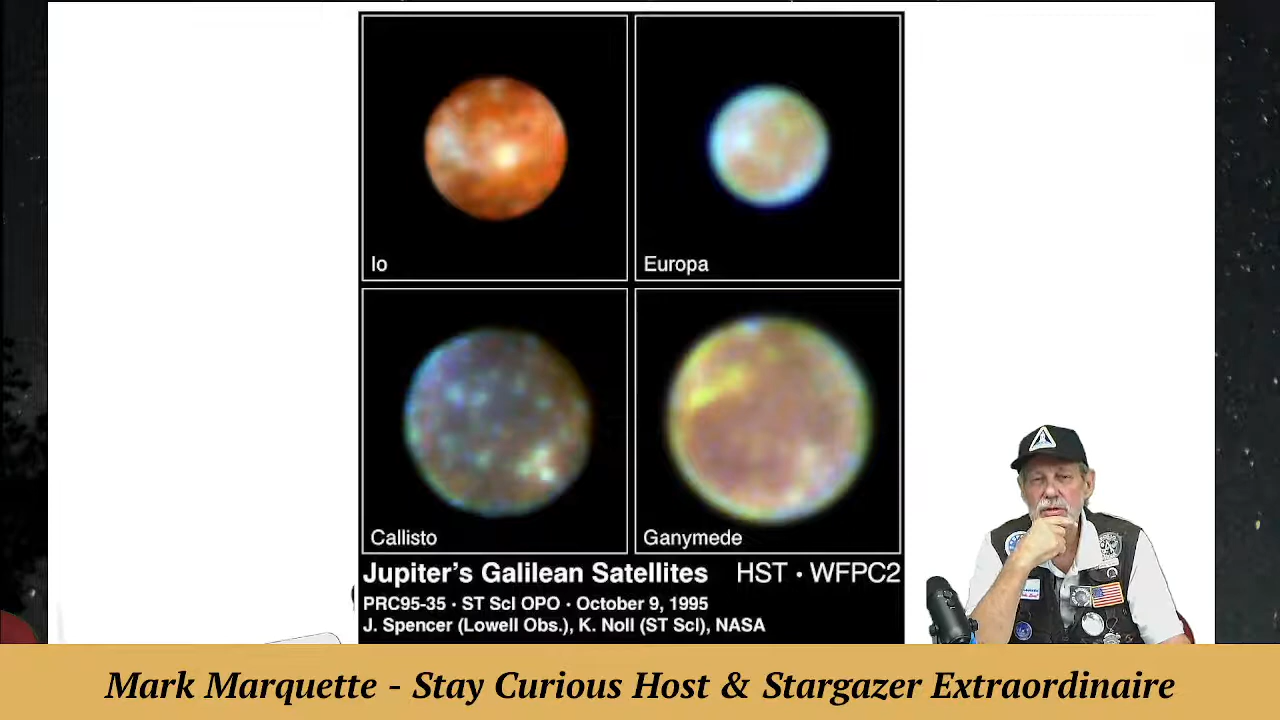 Io
Europa
Callisto
Ganymede
Jupiter's Galilean Satellites HST • WFPC2
PRC95-35 • ST ScI OPO • October 9, 1995
J. Spencer (Lowell Obs.), K. Noll (ST ScI), NASA
Mark Marquette - Stay Curious Host & Stargazer Extraordinaire